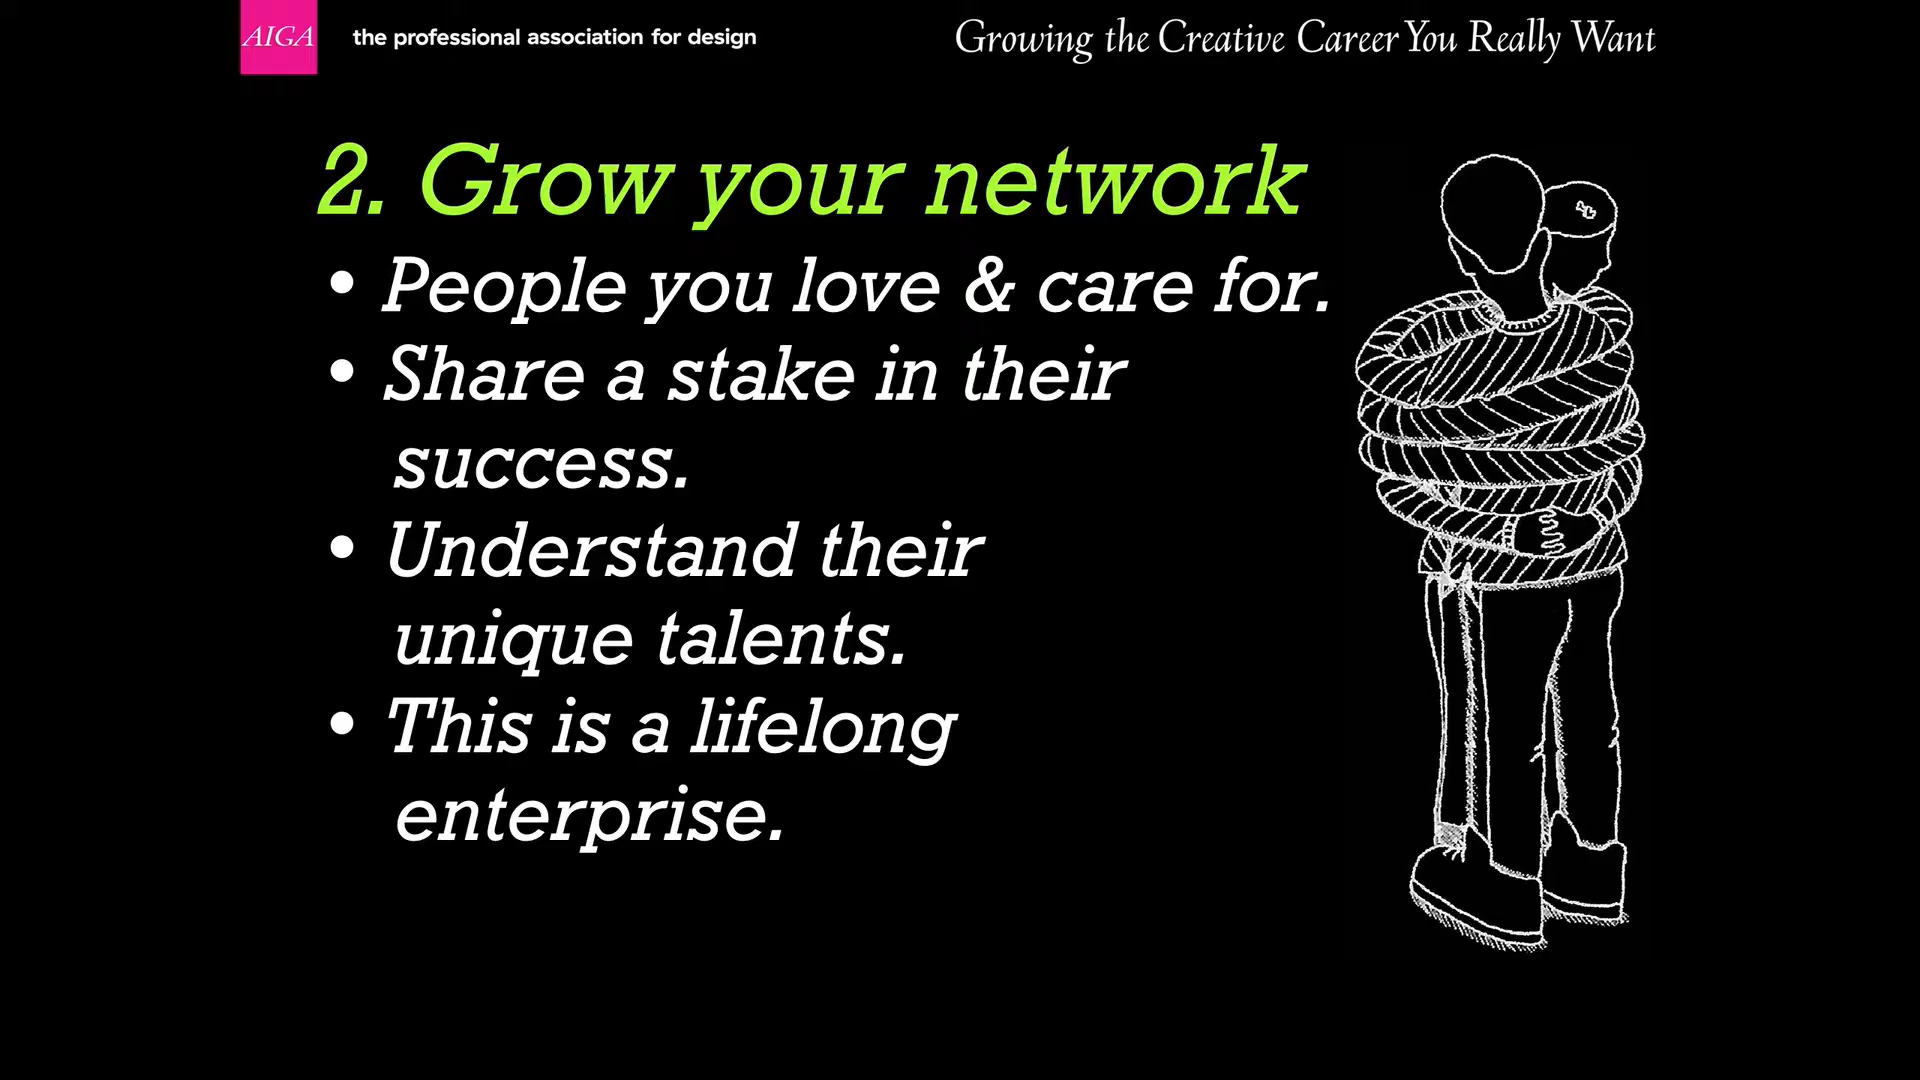 AIGA the professional association for design
Growing the Creative Career You Really Want
2. Grow your network
• People you love & care for.
• Share a stake in their
success.
• Understand their
unique talents.
• This is a lifelong
enterprise.